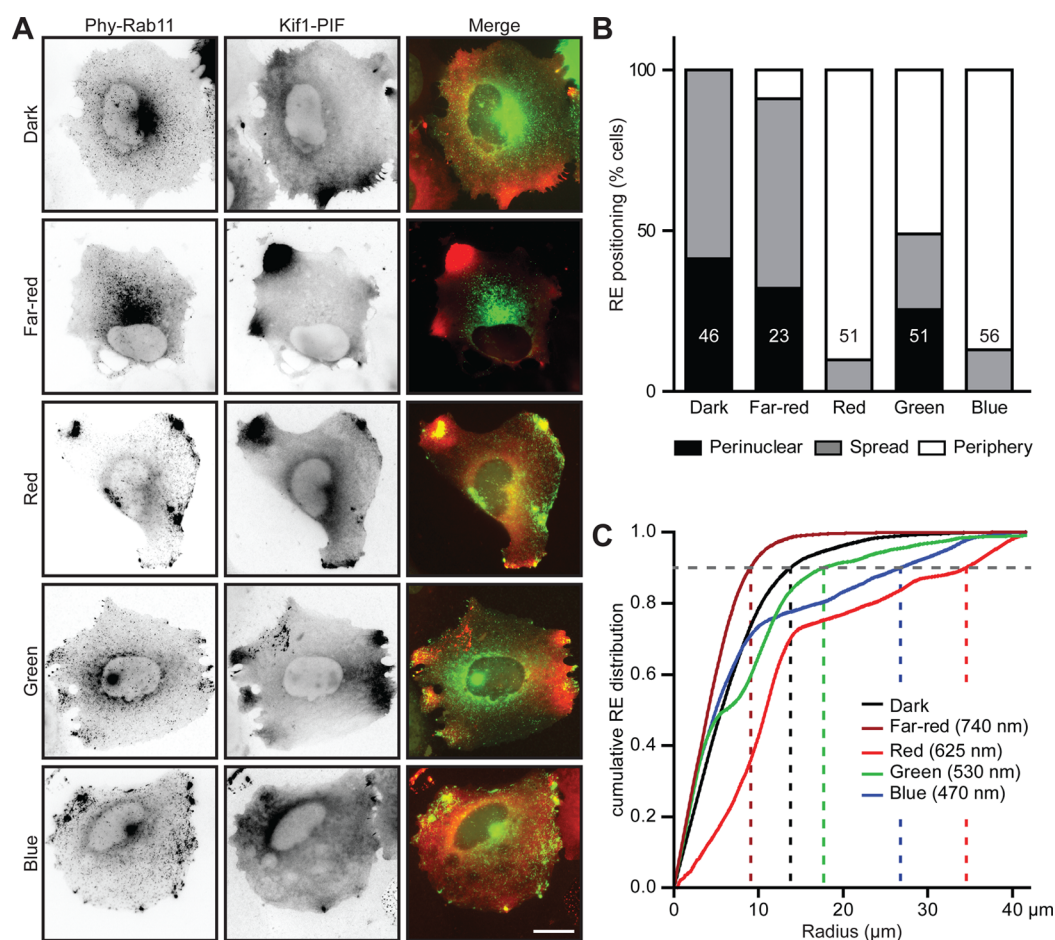 A
Phy-Rab11 Kif1-PIF Merge
Dark
Far-red
Red
Green
Blue
B
RE positioning (% cells)
100
50
0
46 23 51 51 56
Dark Far-red Red Green Blue
Perinuclear Spread Periphery
C
cumulative RE distribution
1.0
0.8
0.6
0.4
0.2
0.0
Dark
Far-red (740 nm)
Red (625 nm)
Green (530 nm)
Blue (470 nm)
0 10 20 30 40 µm
Radius (µm)